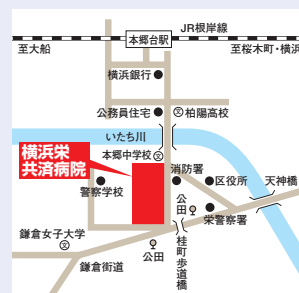 JR根岸線
本郷台駅
至大船
至桜木町・横浜
横浜銀行
公務員住宅
文
柏陽高校
いたち川
本郷中学校
文
横浜栄
共済病院
消防署
区役所
天神橋
警察学校
公田
栄警察署
鎌倉女子大学
文
公田
桂町歩道橋
鎌倉街道